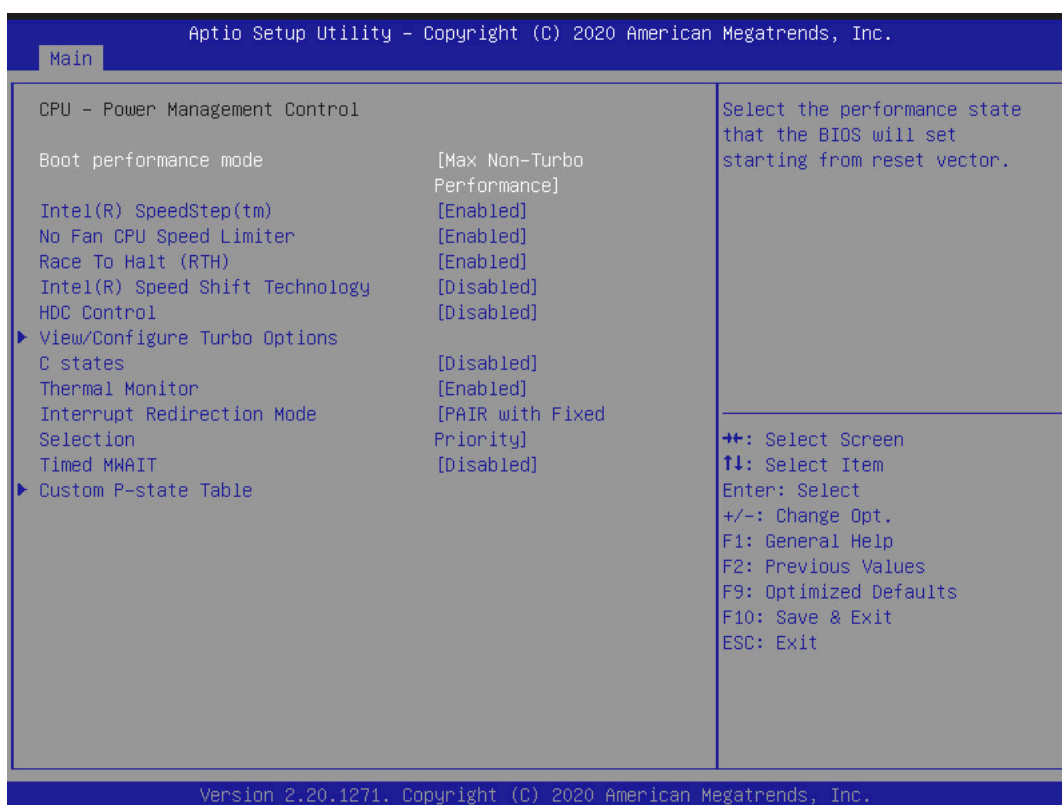 Aptio Setup Utility – Copyright (C) 2020 American Megatrends, Inc.
Main
CPU – Power Management Control
Boot performance mode [Max Non-Turbo
Performance]
Intel(R) SpeedStep(tm) [Enabled]
No Fan CPU Speed Limiter [Enabled]
Race To Halt (RTH) [Enabled]
Intel(R) Speed Shift Technology [Disabled]
HDC Control [Disabled]
▶ View/Configure Turbo Options
C states [Disabled]
Thermal Monitor [Enabled]
Interrupt Redirection Mode [PAIR with Fixed
Selection Priority]
Timed MWAIT [Disabled]
▶ Custom P-state Table
Select the performance state
that the BIOS will set
starting from reset vector.
→←: Select Screen
↑↓: Select Item
Enter: Select
+/-: Change Opt.
F1: General Help
F2: Previous Values
F9: Optimized Defaults
F10: Save & Exit
ESC: Exit
Version 2.20.1271. Copyright (C) 2020 American Megatrends, Inc.